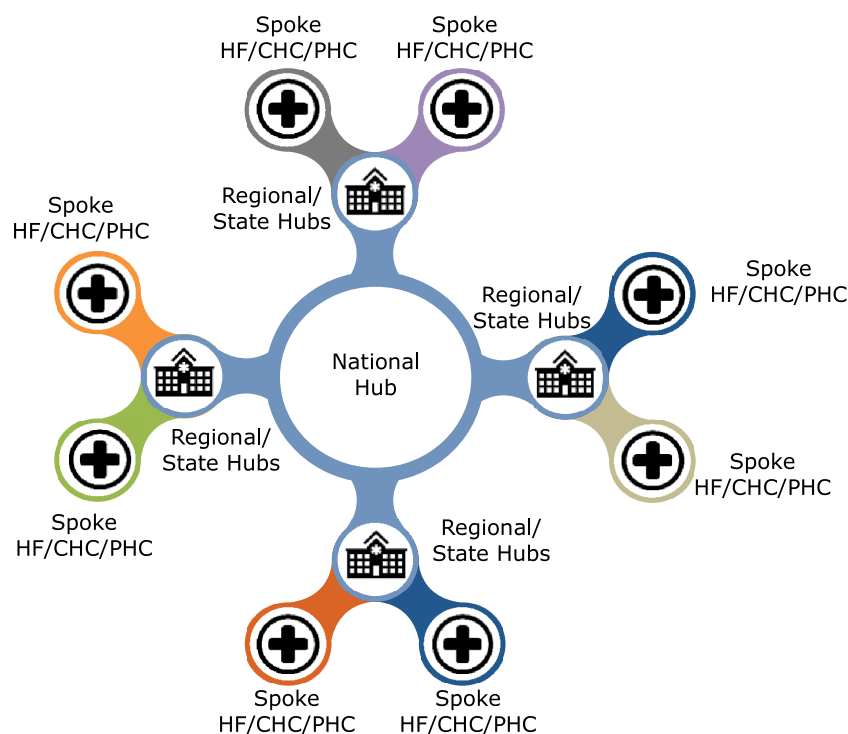 Spoke
HF/CHC/PHC
Spoke
HF/CHC/PHC
Regional/
State Hubs
Spoke
HF/CHC/PHC
Regional/
State Hubs
Spoke
HF/CHC/PHC
National
Hub
Regional/
State Hubs
Spoke
HF/CHC/PHC
Spoke
HF/CHC/PHC
Regional/
State Hubs
Spoke
HF/CHC/PHC
Spoke
HF/CHC/PHC